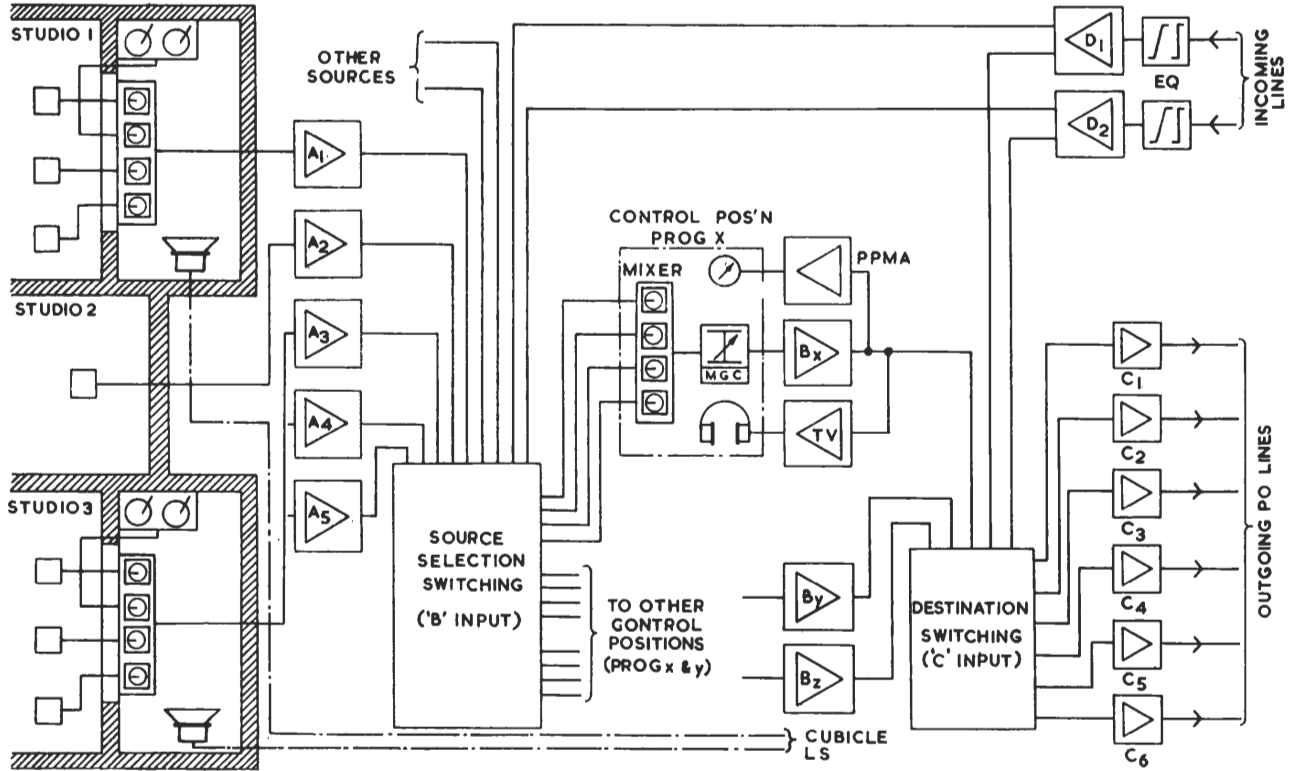 STUDIO 1
OTHER
SOURCES
D1
EQ
D2
INCOMING
LINES
A1
A2
CONTROL POS'N
PROG X
MIXER
PPMA
STUDIO 2
A3
MGC
Bx
C1
A4
TV
C2
STUDIO 3
A5
C3
SOURCE
SELECTION
SWITCHING
('B' INPUT)
TO OTHER
GONTROL
POSITIONS
(PROG x & y)
By
Bz
DESTINATION
SWITCHING
('C' INPUT)
C4
C5
C6
OUTGOING PO LINES
CUBICLE
LS